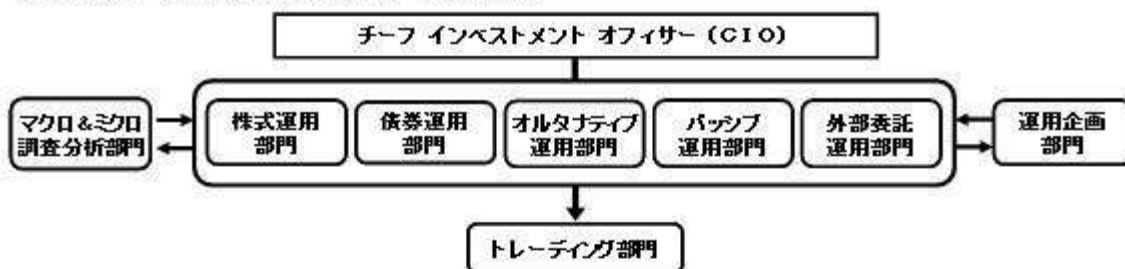 チーフ インベストメント オフィサー（CIO）
マクロ＆ミクロ
調査分析部門
株式運用
部門
債券運用
部門
オルタナティブ
運用部門
パッシブ
運用部門
外部委託
運用部門
運用企画
部門
トレーディング部門